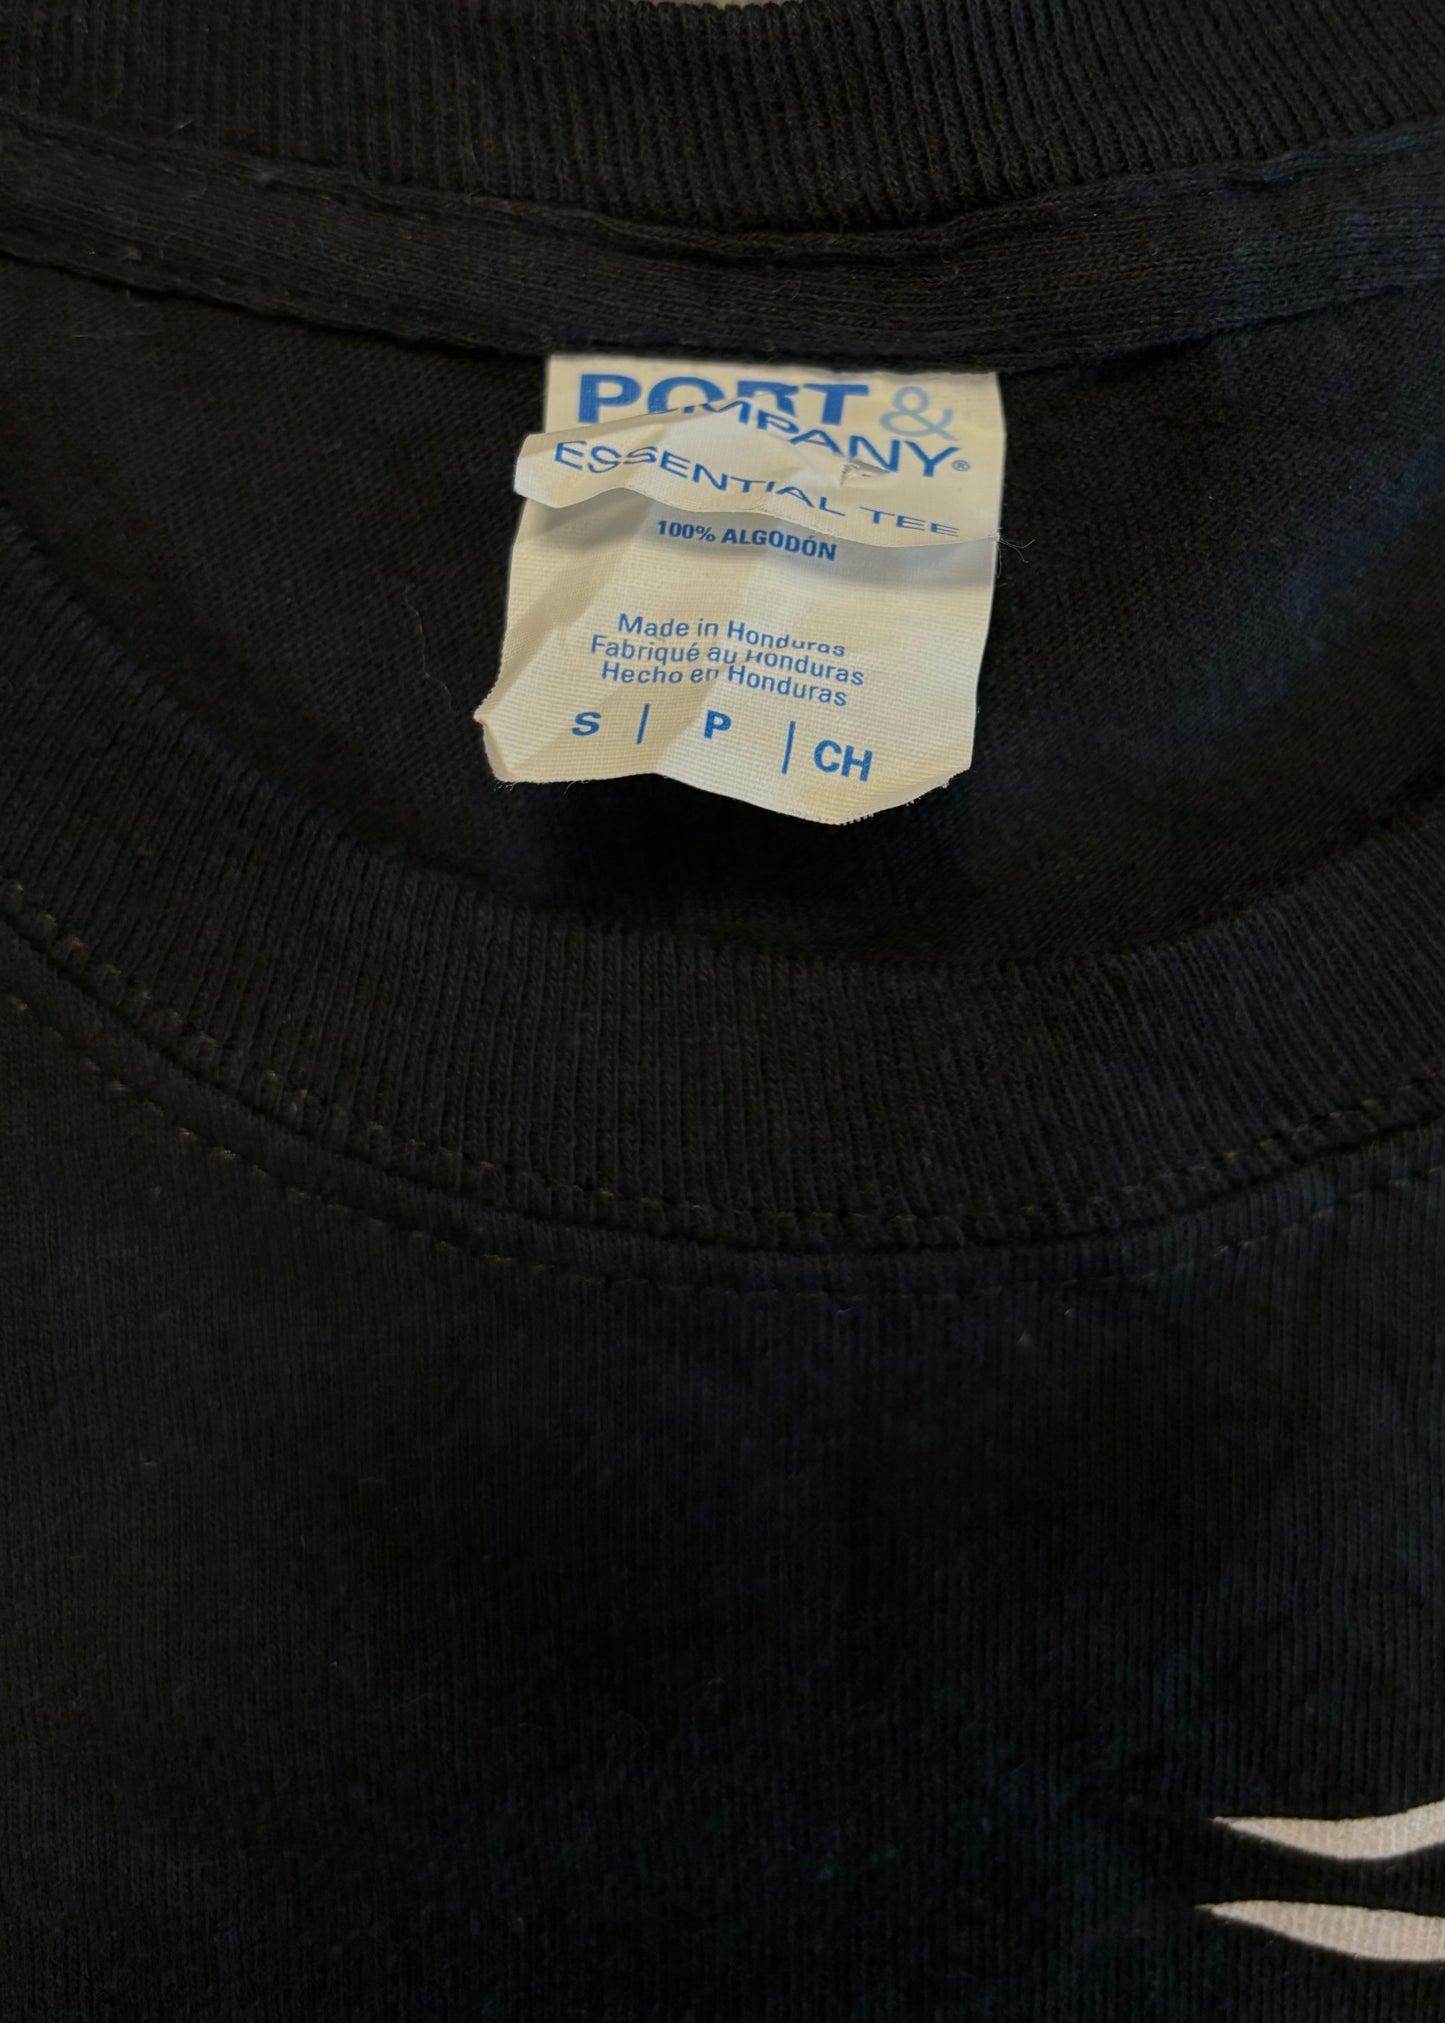 PORT &
COMPANY®
ESSENTIAL TEE
100% ALGODÓN
Made in Honduras
Fabriqué au Honduras
Hecho en Honduras
S | P | CH